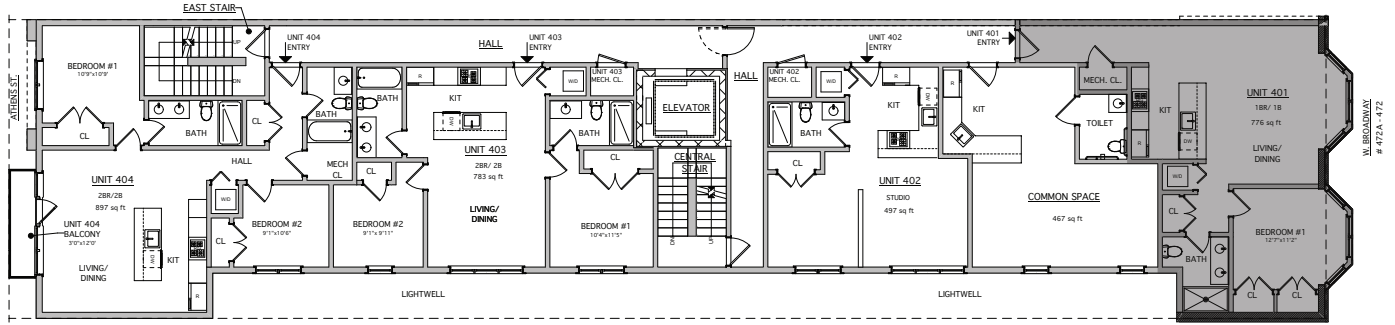 EAST STAIR
ATHENS ST.
BEDROOM #1
10'9"x10'9"
CL
UP
DN
BATH
UNIT 404
ENTRY
HALL
UNIT 403
ENTRY
CL
BATH
BATH
MECH
CL
CL
KIT
R
D/W
UNIT 403
2BR/ 2B
783 sq ft
LIVING/
DINING
W/D
UNIT 403
MECH. CL.
BATH
CL
BEDROOM #1
10'4"x11'5"
ELEVATOR
HALL
CENTRAL
STAIR
DN
UP
UNIT 402
MECH. CL.
W/D
UNIT 402
ENTRY
R
KIT
D/W
BATH
CL
UNIT 402
STUDIO
497 sq ft
UNIT 401
ENTRY
R
KIT
COMMON SPACE
467 sq ft
MECH. CL.
TOILET
R
KIT
DW
UNIT 401
1BR/ 1B
776 sq ft
LIVING/
DINING
W/D
CL
BATH
BEDROOM #1
12'7"x11'2"
CL
CL
W. BROADWAY
# 472A - 472
HALL
UNIT 404
2BR/2B
897 sq ft
UNIT 404
BALCONY
3'0"x12'0"
LIVING/
DINING
DW
KIT
R
W/D
CL
BEDROOM #2
9'1"x10'6"
BEDROOM #2
9'1"x 9'11"
LIGHTWELL
LIGHTWELL